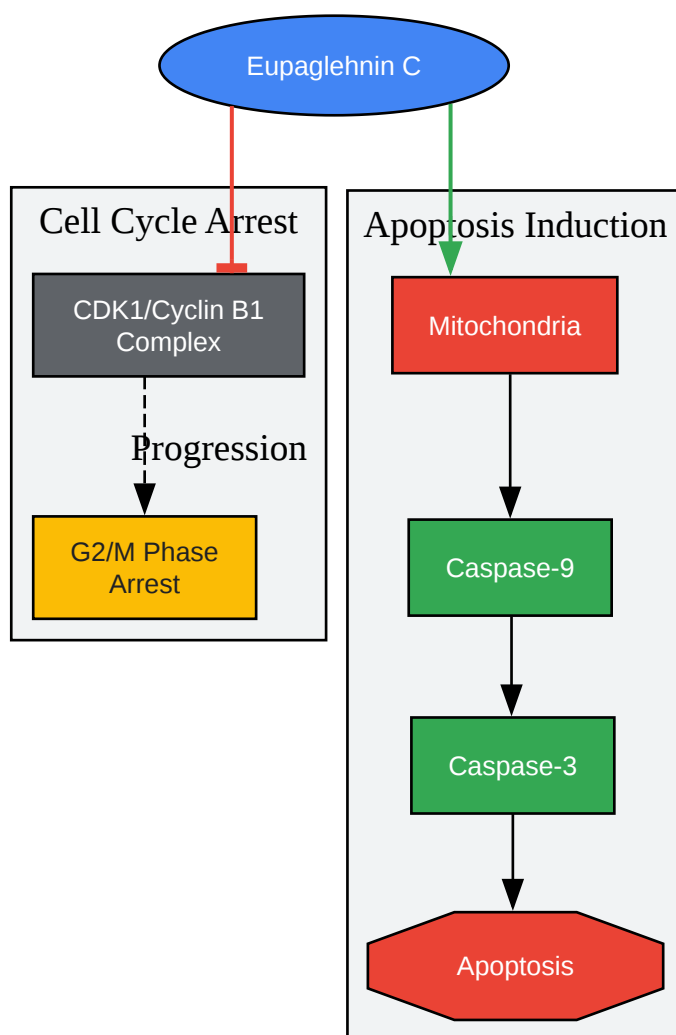 Eupaglehnin C
Cell Cycle Arrest
CDK1/Cyclin B1
Complex
Progression
G2/M Phase
Arrest
Apoptosis Induction
Mitochondria
Caspase-9
Caspase-3
Apoptosis